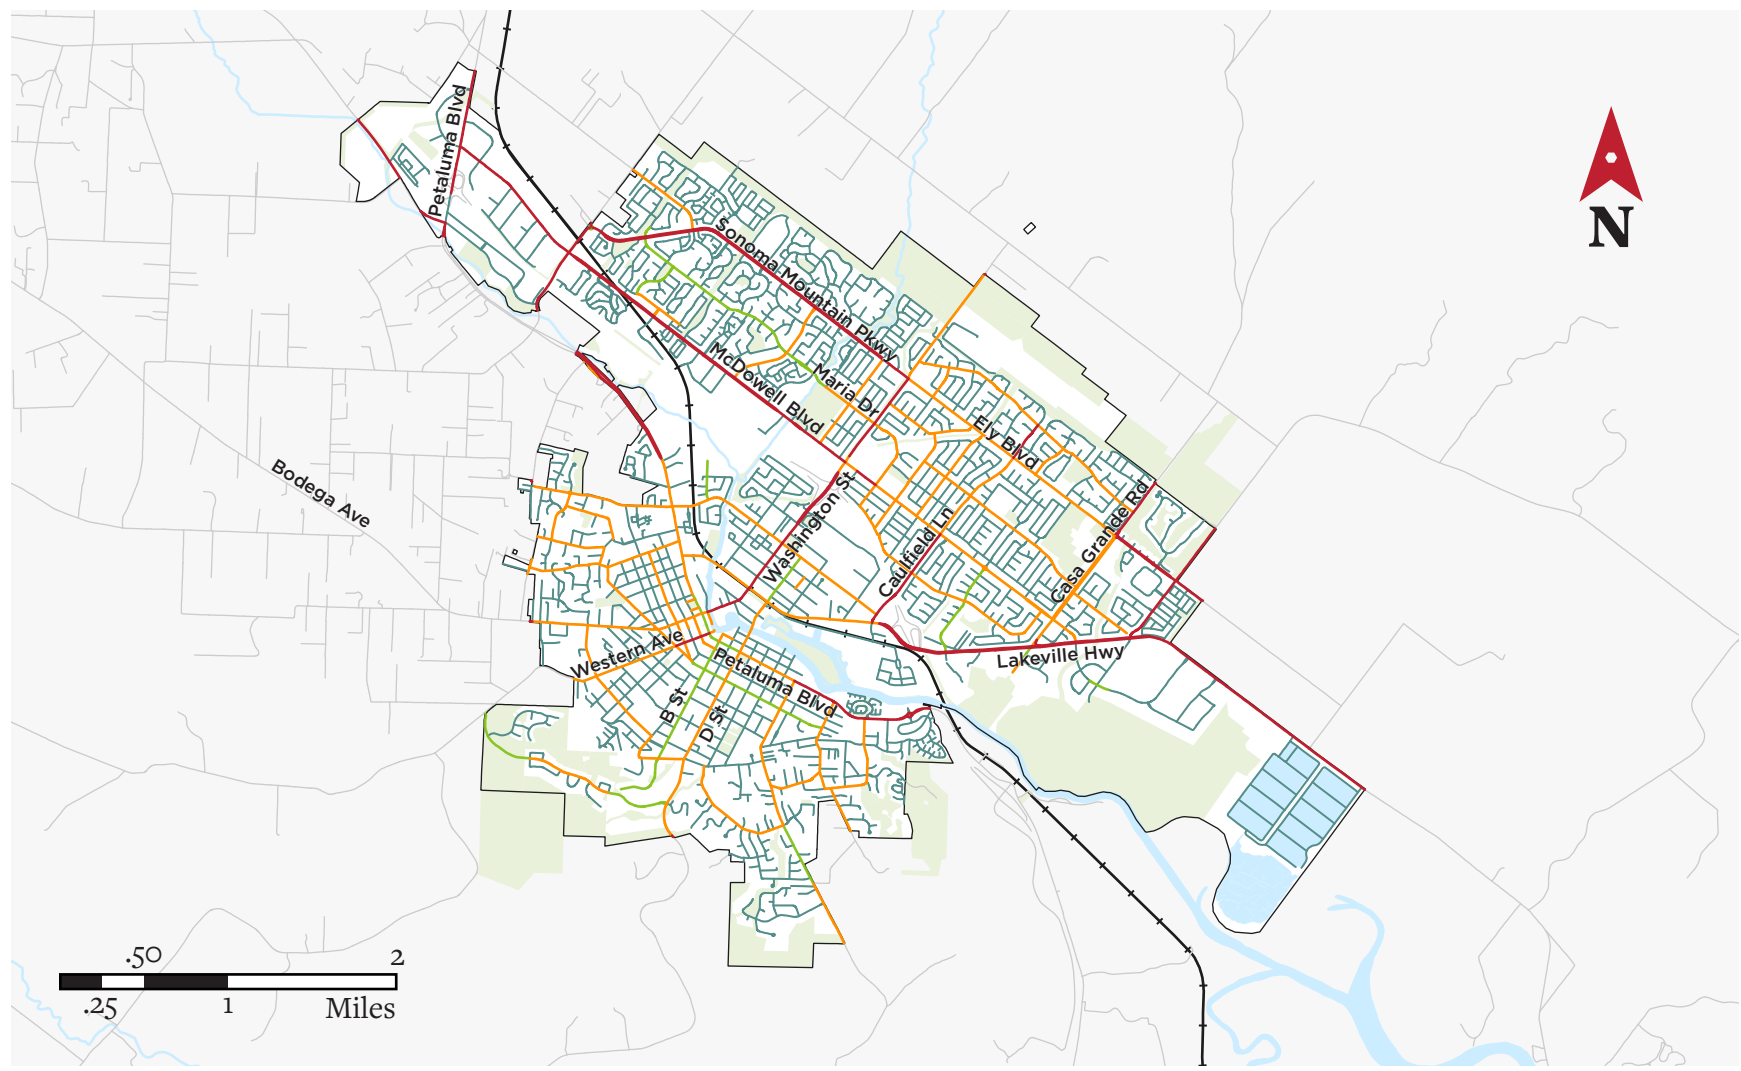 Petaluma Blvd
N
Sonoma Mountain Pkwy
McDowell Blvd
Maria Dr
Ely Blvd
Bodega Ave
Washington St
Casa Grande Rd
Caulfield Ln
Western Ave
Lakeville Hwy
Petaluma Blvd
B St
D St
.50
2
.25
1
Miles